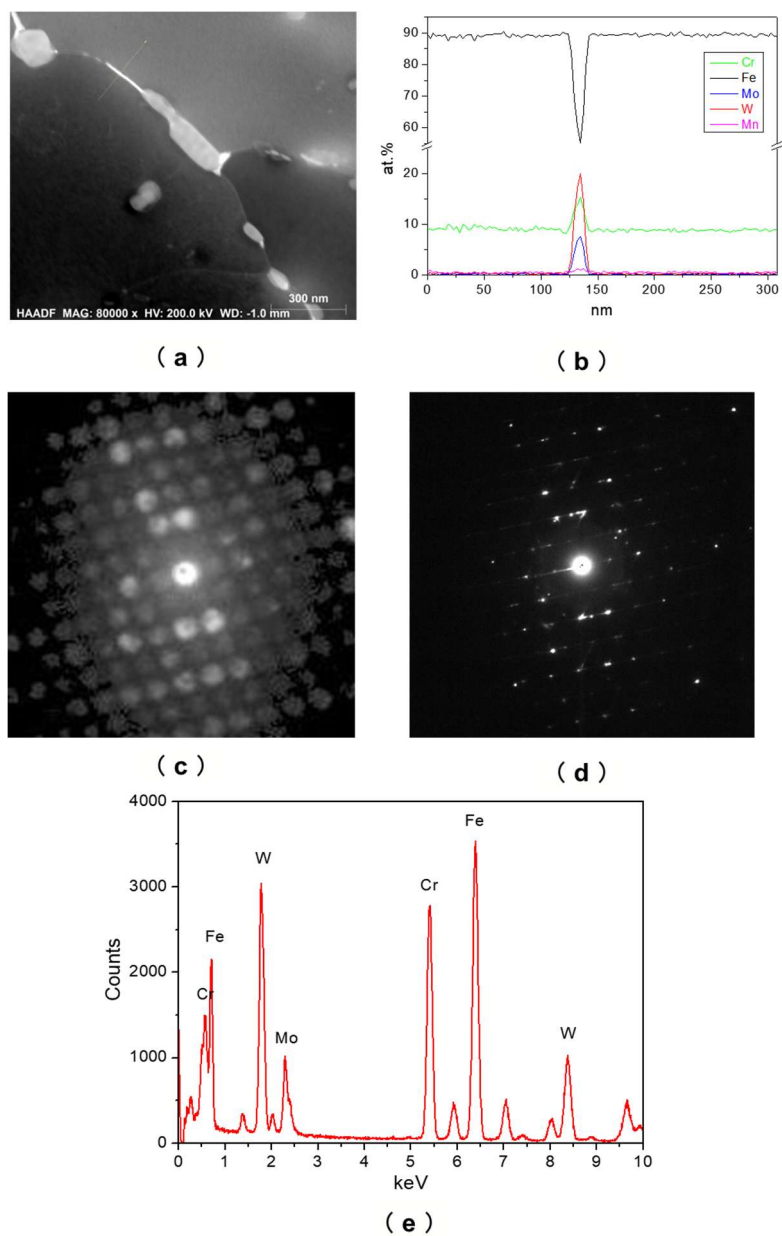 300 nm
HAADF MAG: 80000 x HV: 200.0 kV WD: -1.0 mm
( a )
at.%
90
80
70
60
20
10
0
Cr
Fe
Mo
W
Mn
0 50 100 150 200 250 300
nm
( b )
( c )
( d )
Counts
4000
3000
2000
1000
0
Cr
Fe
W
Mo
Cr
Fe
W
0 1 2 3 4 5 6 7 8 9 10
keV
( e )